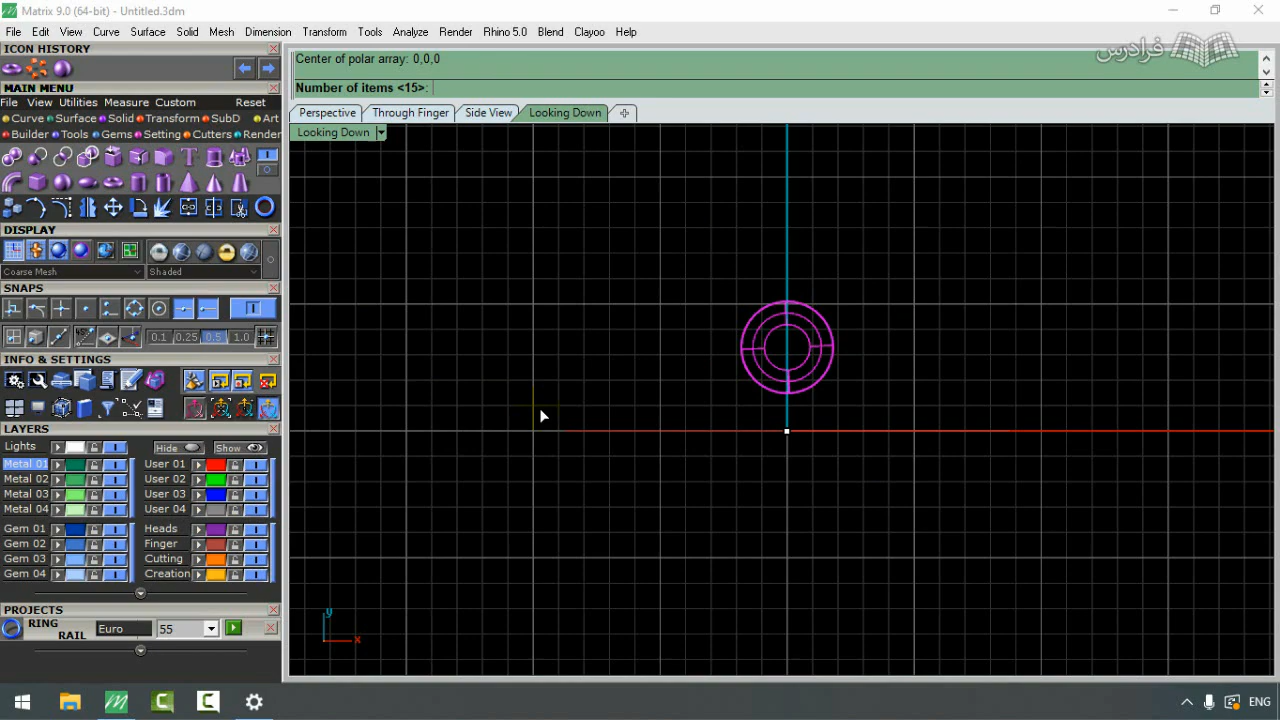 Matrix 9.0 (64-bit) - Untitled.3dm
File Edit View Curve Surface Solid Mesh Dimension Transform Tools Analyze Render Rhino 5.0 Blend Clayoo Help
فرادرس
ICON HISTORY
Center of polar array: 0,0,0
Number of items <15>:
MAIN MENU
File View Utilities Measure Custom Reset
Curve Surface Solid Transform SubD Art
Builder Tools Gems Setting Cutters Render
Perspective Through Finger Side View Looking Down
Looking Down
DISPLAY
Coarse Mesh Shaded
SNAPS
0.1 0.25 0.5 1.0
INFO & SETTINGS
LAYERS
Lights Hide Show
Metal 01 User 01
Metal 02 User 02
Metal 03 User 03
Metal 04 User 04
Gem 01 Heads
Gem 02 Finger
Gem 03 Cutting
Gem 04 Creation
PROJECTS
RING RAIL Euro 55
y
x
ENG